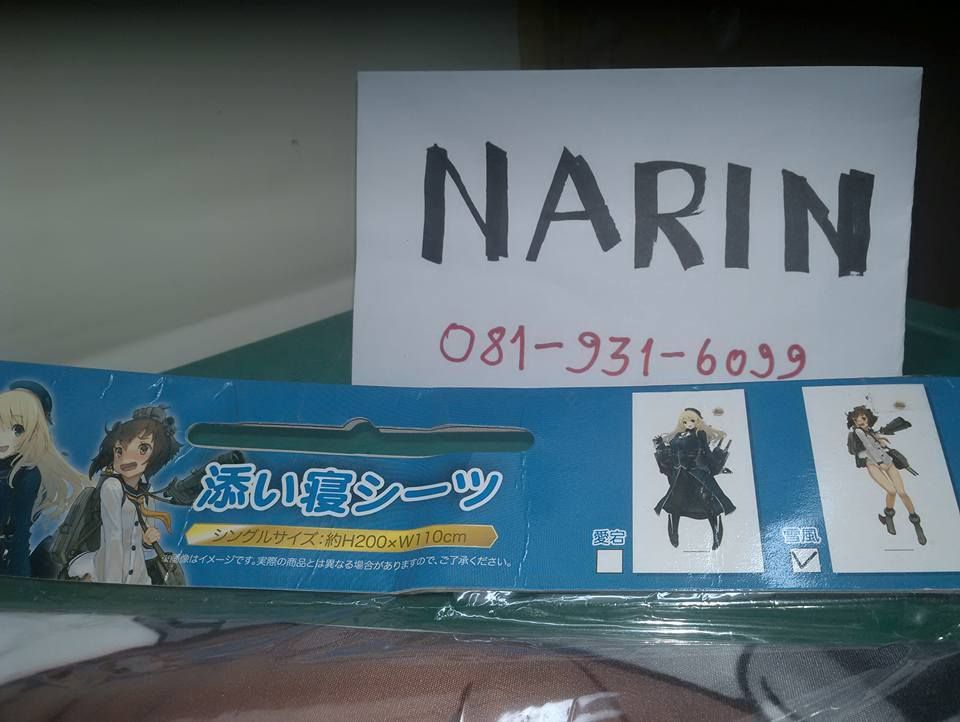 NARIN
081-931-6099
添い寝シーツ
シングルサイズ:約H200×W110cm
※画像はイメージです。実際の商品とは異なる場合がありますので、ご了承ください。
愛宕
雪風